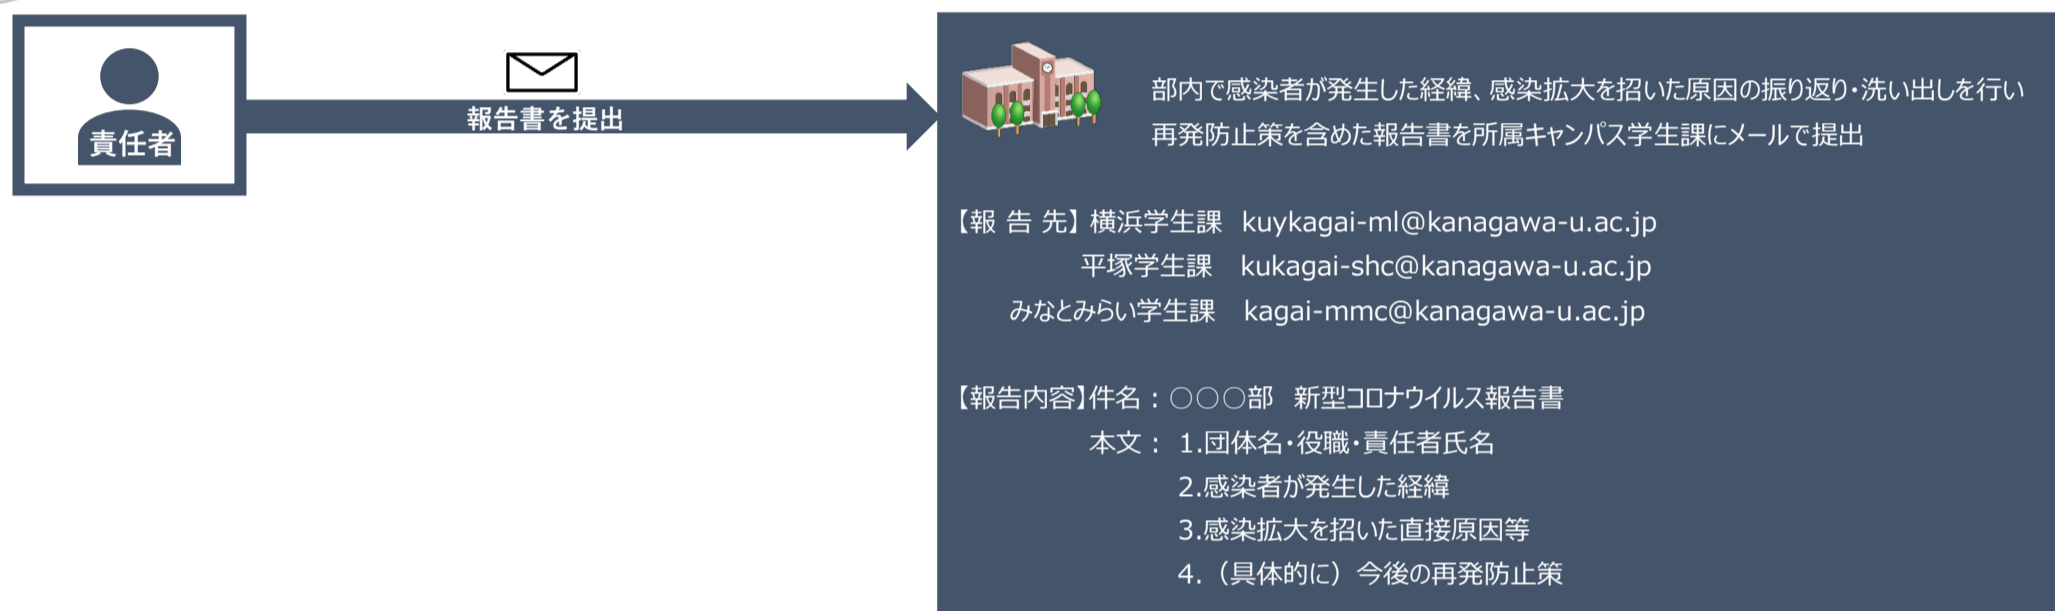 責任者
報告書を提出
部内で感染者が発生した経緯、感染拡大を招いた原因の振り返り・洗い出しを行い
再発防止策を含めた報告書を所属キャンパス学生課にメールで提出
【報 告 先】 横浜学生課 kuykagai-ml@kanagawa-u.ac.jp
平塚学生課 kukagai-shc@kanagawa-u.ac.jp
みなとみらい学生課 kagai-mmc@kanagawa-u.ac.jp
【報告内容】件名：○○○部 新型コロナウイルス報告書
本文： 1.団体名・役職・責任者氏名
2.感染者が発生した経緯
3.感染拡大を招いた直接原因等
4.（具体的に）今後の再発防止策